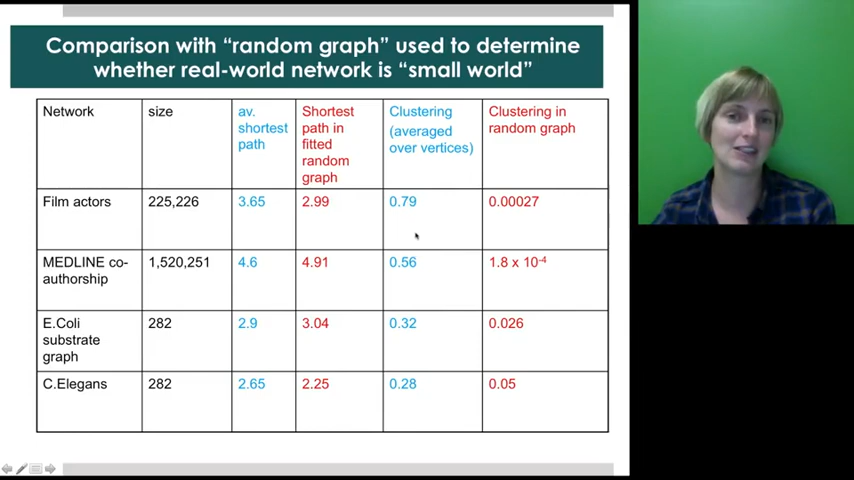 Comparison with “random graph” used to determine
whether real-world network is “small world”
Network
size
av.
shortest
path
Shortest
path in
fitted
random
graph
Clustering
(averaged
over vertices)
Clustering in
random graph
Film actors
225,226
3.65
2.99
0.79
0.00027
MEDLINE co-
authorship
1,520,251
4.6
4.91
0.56
1.8 x 10⁻⁴
E.Coli
substrate
graph
282
2.9
3.04
0.32
0.026
C.Elegans
282
2.65
2.25
0.28
0.05